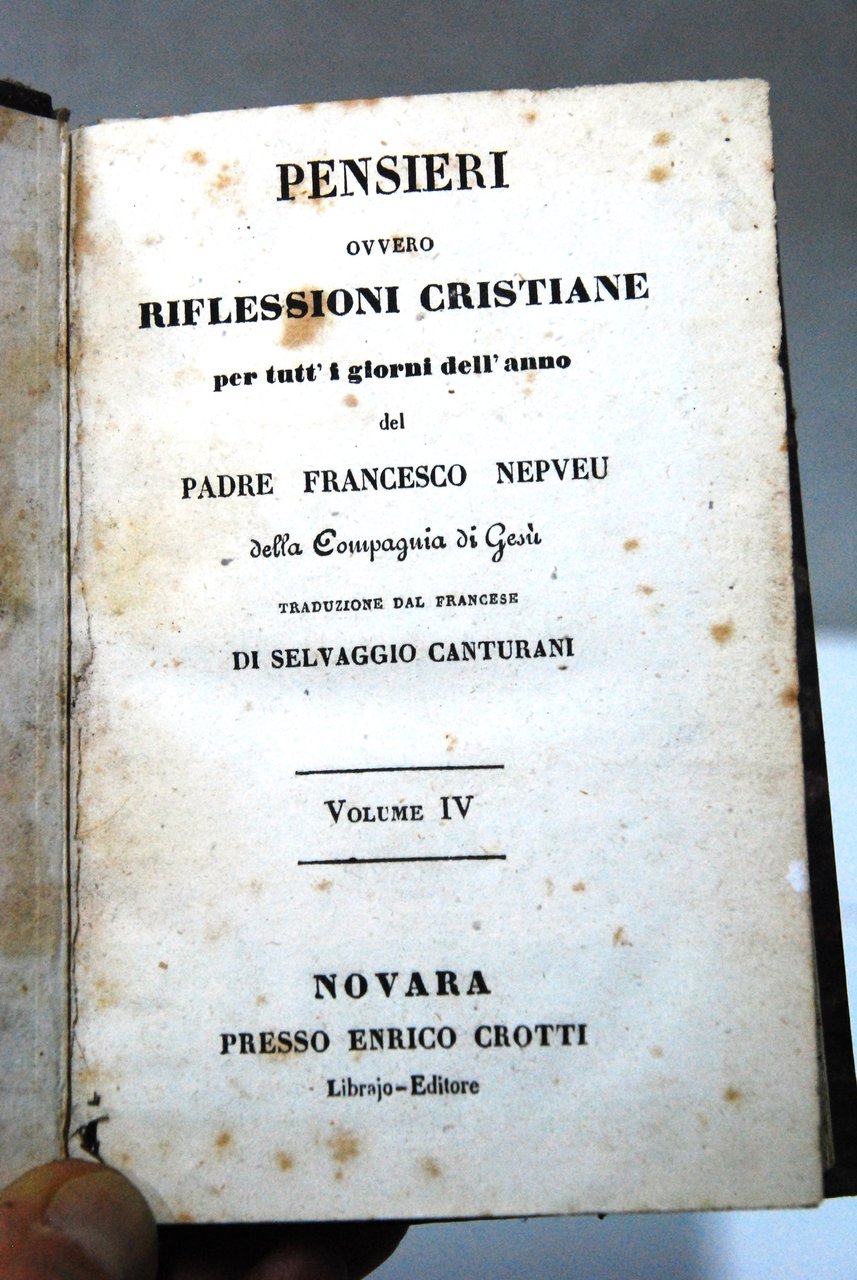 PENSIERI
OVVERO
RIFLESSIONI CRISTIANE
per tutt' i giorni dell' anno
del
PADRE FRANCESCO NEPVEU
della Compagnia di Gesù
TRADUZIONE DAL FRANCESE
DI SELVAGGIO CANTURANI
VOLUME IV
NOVARA
PRESSO ENRICO CROTTI
Librajo-Editore